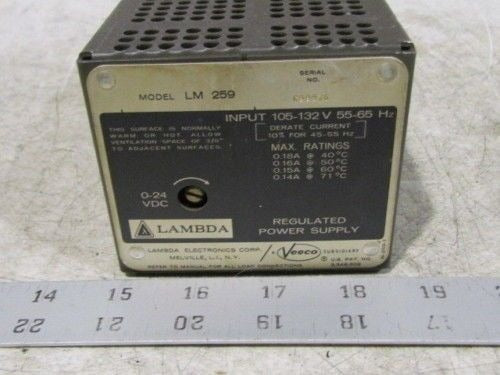 SERIAL NO.
MODEL LM 259
INPUT 105-132 V 55-65 Hz
DERATE CURRENT
10% FOR 45-55 Hz
THIS SURFACE IS NORMALLY
WARM OR HOT. ALLOW
VENTILATION SPACE OF 3/8"
TO ADJACENT SURFACES.
MAX. RATINGS
0.18A @ 40°C
0.16A @ 50°C
0.15A @ 60°C
0.14A @ 71°C
0-24
VDC
LAMBDA
REGULATED
POWER SUPPLY
LAMBDA ELECTRONICS CORP.
MELVILLE, L.I., N.Y.
A Veeco SUBSIDIARY
® U.S. PAT. NO.
REFER TO MANUAL FOR ALL LOAD CONNECTIONS
14 15 16 17 18 19
22 21 20 19 18 17